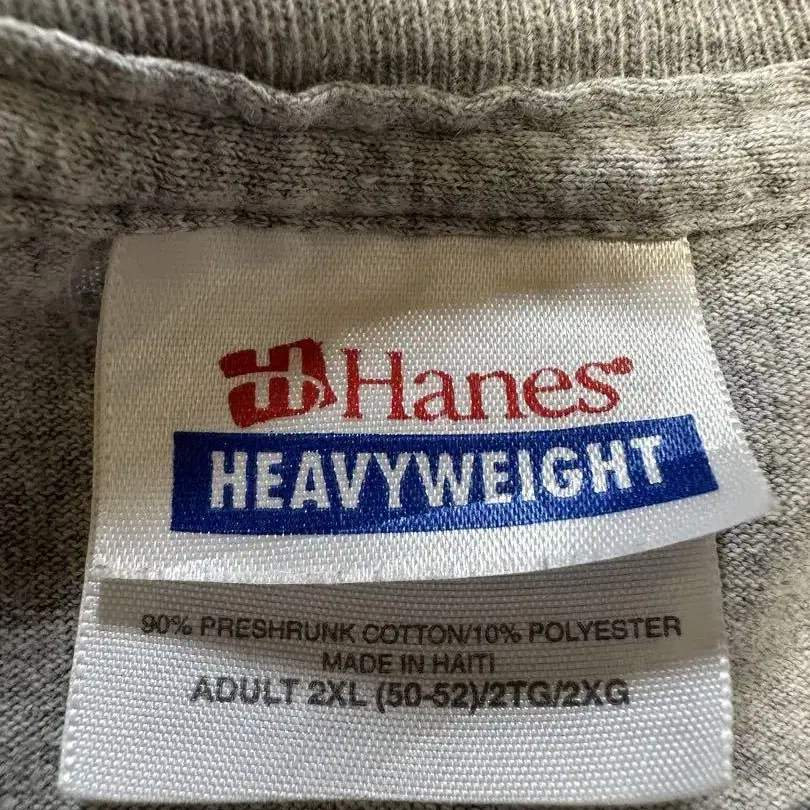 Hanes
HEAVYWEIGHT
90% PRESHRUNK COTTON/10% POLYESTER
MADE IN HAITI
ADULT 2XL (50-52)/2TG/2XG